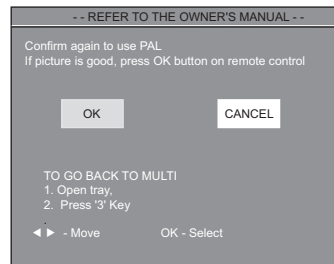 - - REFER TO THE OWNER'S MANUAL - -
Confirm again to use PAL
If picture is good, press OK button on remote control
OK CANCEL
TO GO BACK TO MULTI
1. Open tray,
2. Press '3' Key
.
◄ ► - Move OK - Select